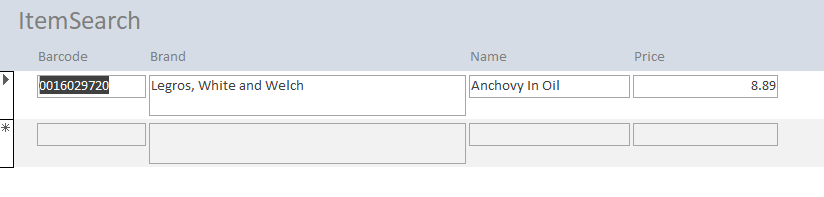 ItemSearch
Barcode Brand Name Price
0016029720 Legros, White and Welch Anchovy In Oil 8.89